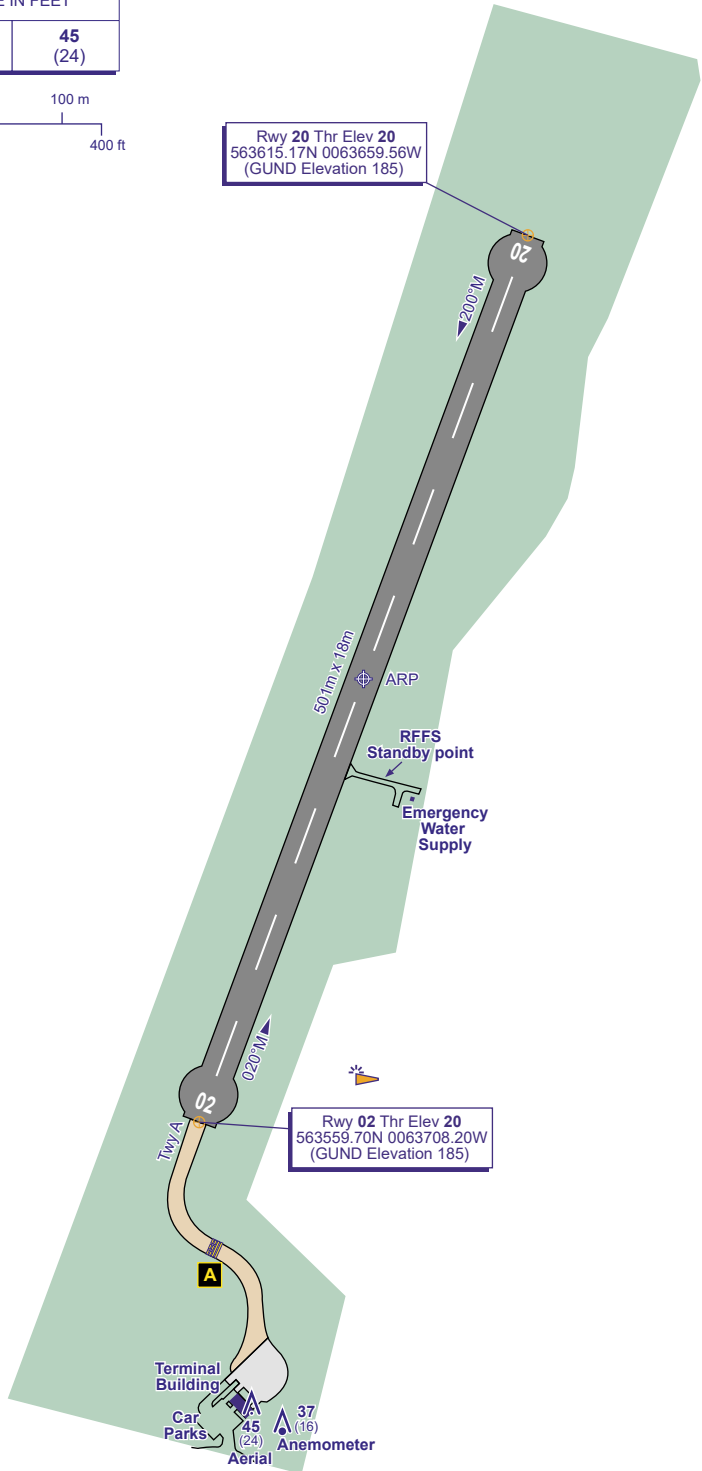 E IN FEET
45
(24)
100 m
400 ft
Rwy 20 Thr Elev 20
563615.17N 0063659.56W
(GUND Elevation 185)
20
200°M
501m x 18m
ARP
RFFS
Standby point
Emergency
Water
Supply
020°M
02
Rwy 02 Thr Elev 20
563559.70N 0063708.20W
(GUND Elevation 185)
Twy A
A
Terminal
Building
Car
Parks
45
(24)
Aerial
37
(16)
Anemometer